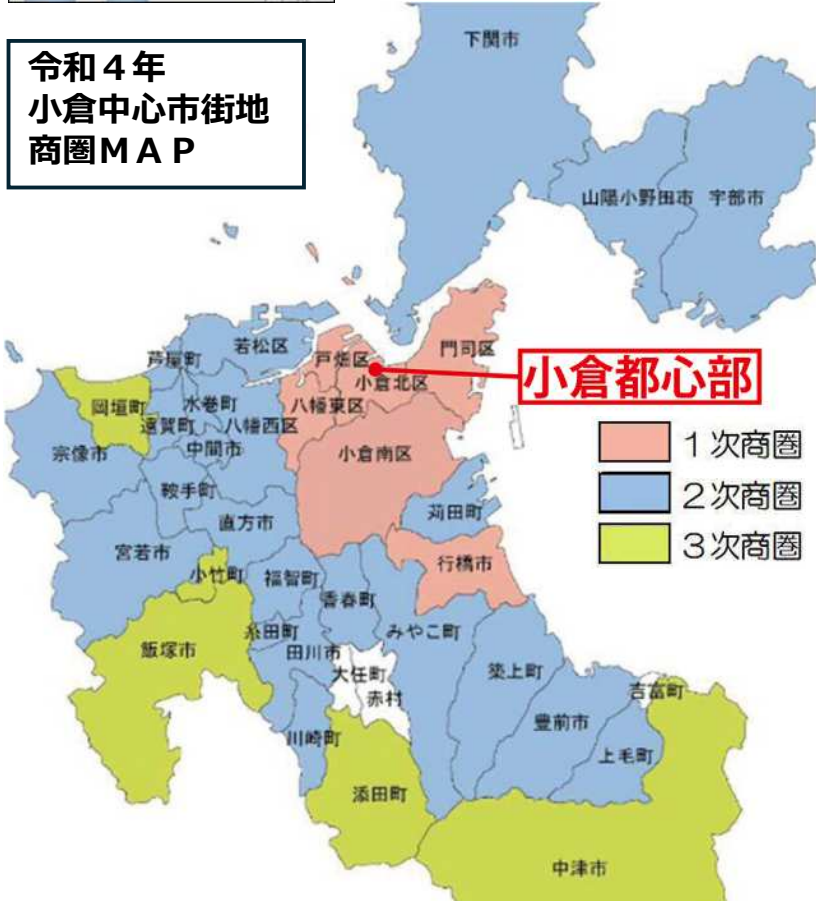 令和４年
小倉中心市街地
商圏ＭＡＰ
下関市
山陽小野田市
宇部市
若松区
芦屋町
戸畑区
門司区
小倉北区
小倉都心部
岡垣町
水巻町
八幡東区
遠賀町
八幡西区
宗像市
中間市
小倉南区
１次商圏
２次商圏
３次商圏
鞍手町
苅田町
直方市
宮若市
行橋市
小竹町
福智町
香春町
糸田町
みやこ町
飯塚市
田川市
大任町
築上町
赤村
吉富町
豊前市
川崎町
上毛町
添田町
中津市